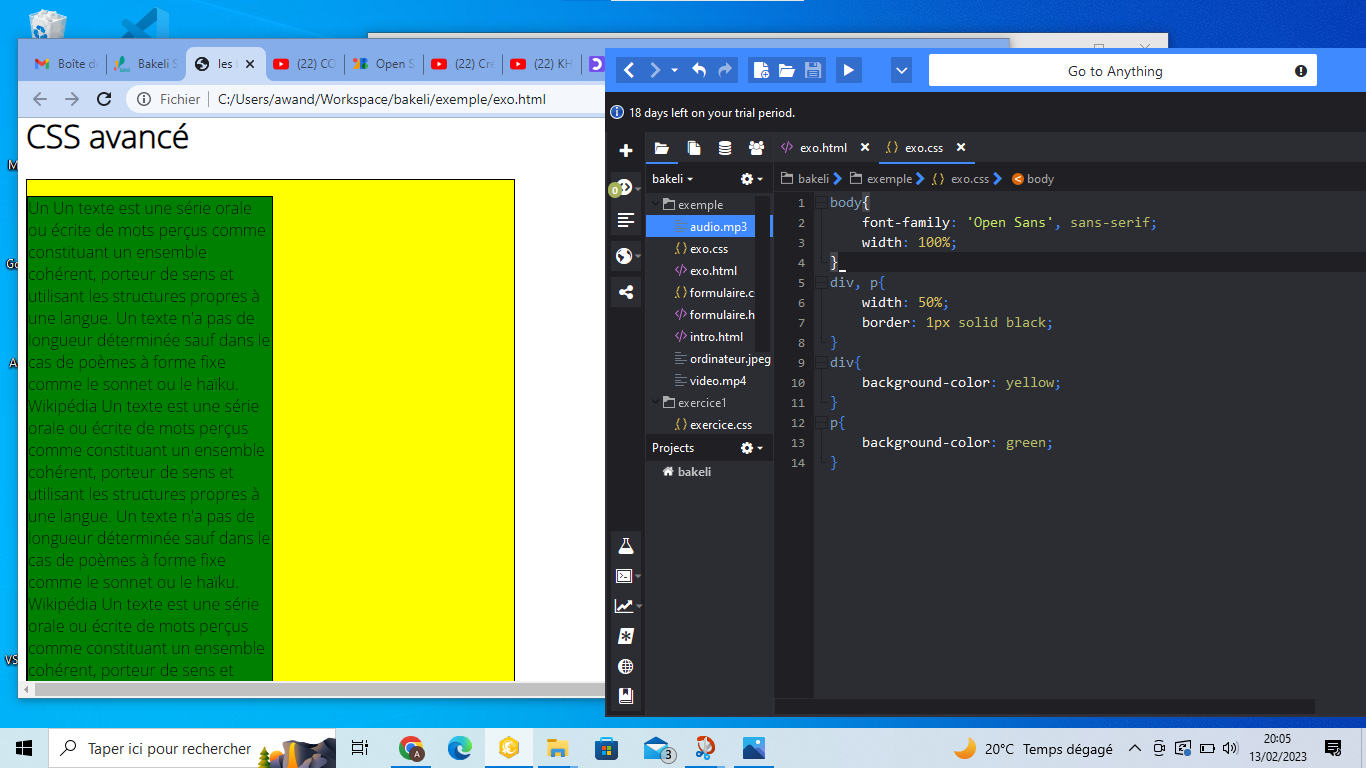 Boîte d
Bakeli S
les
(22) CO
Open S
(22) Cre
(22) KH
Fichier
C:/Users/awand/Workspace/bakeli/exemple/exo.html
CSS avancé
Un Un texte est une série orale
ou écrite de mots perçus comme
constituant un ensemble
cohérent, porteur de sens et
utilisant les structures propres à
une langue. Un texte n'a pas de
longueur déterminée sauf dans le
cas de poèmes à forme fixe
comme le sonnet ou le haïku.
Wikipédia Un texte est une série
orale ou écrite de mots perçus
comme constituant un ensemble
cohérent, porteur de sens et
utilisant les structures propres à
une langue. Un texte n'a pas de
longueur déterminée sauf dans le
cas de poèmes à forme fixe
comme le sonnet ou le haïku.
Wikipédia Un texte est une série
orale ou écrite de mots perçus
comme constituant un ensemble
cohérent, porteur de sens et
Go to Anything
18 days left on your trial period.
exo.html
exo.css
0
bakeli
bakeli
exemple
exo.css
body
exemple
audio.mp3
exo.css
exo.html
formulaire.c
formulaire.h
intro.html
ordinateur.jpeg
video.mp4
exercice1
exercice.css
Projects
bakeli
1 body{
2 font-family: 'Open Sans', sans-serif;
3 width: 100%;
4 }
5 div, p{
6 width: 50%;
7 border: 1px solid black;
8 }
9 div{
10 background-color: yellow;
11 }
12 p{
13 background-color: green;
14 }
M
Go
A
VS
Taper ici pour rechercher
A
3
20°C Temps dégagé
20:05
13/02/2023